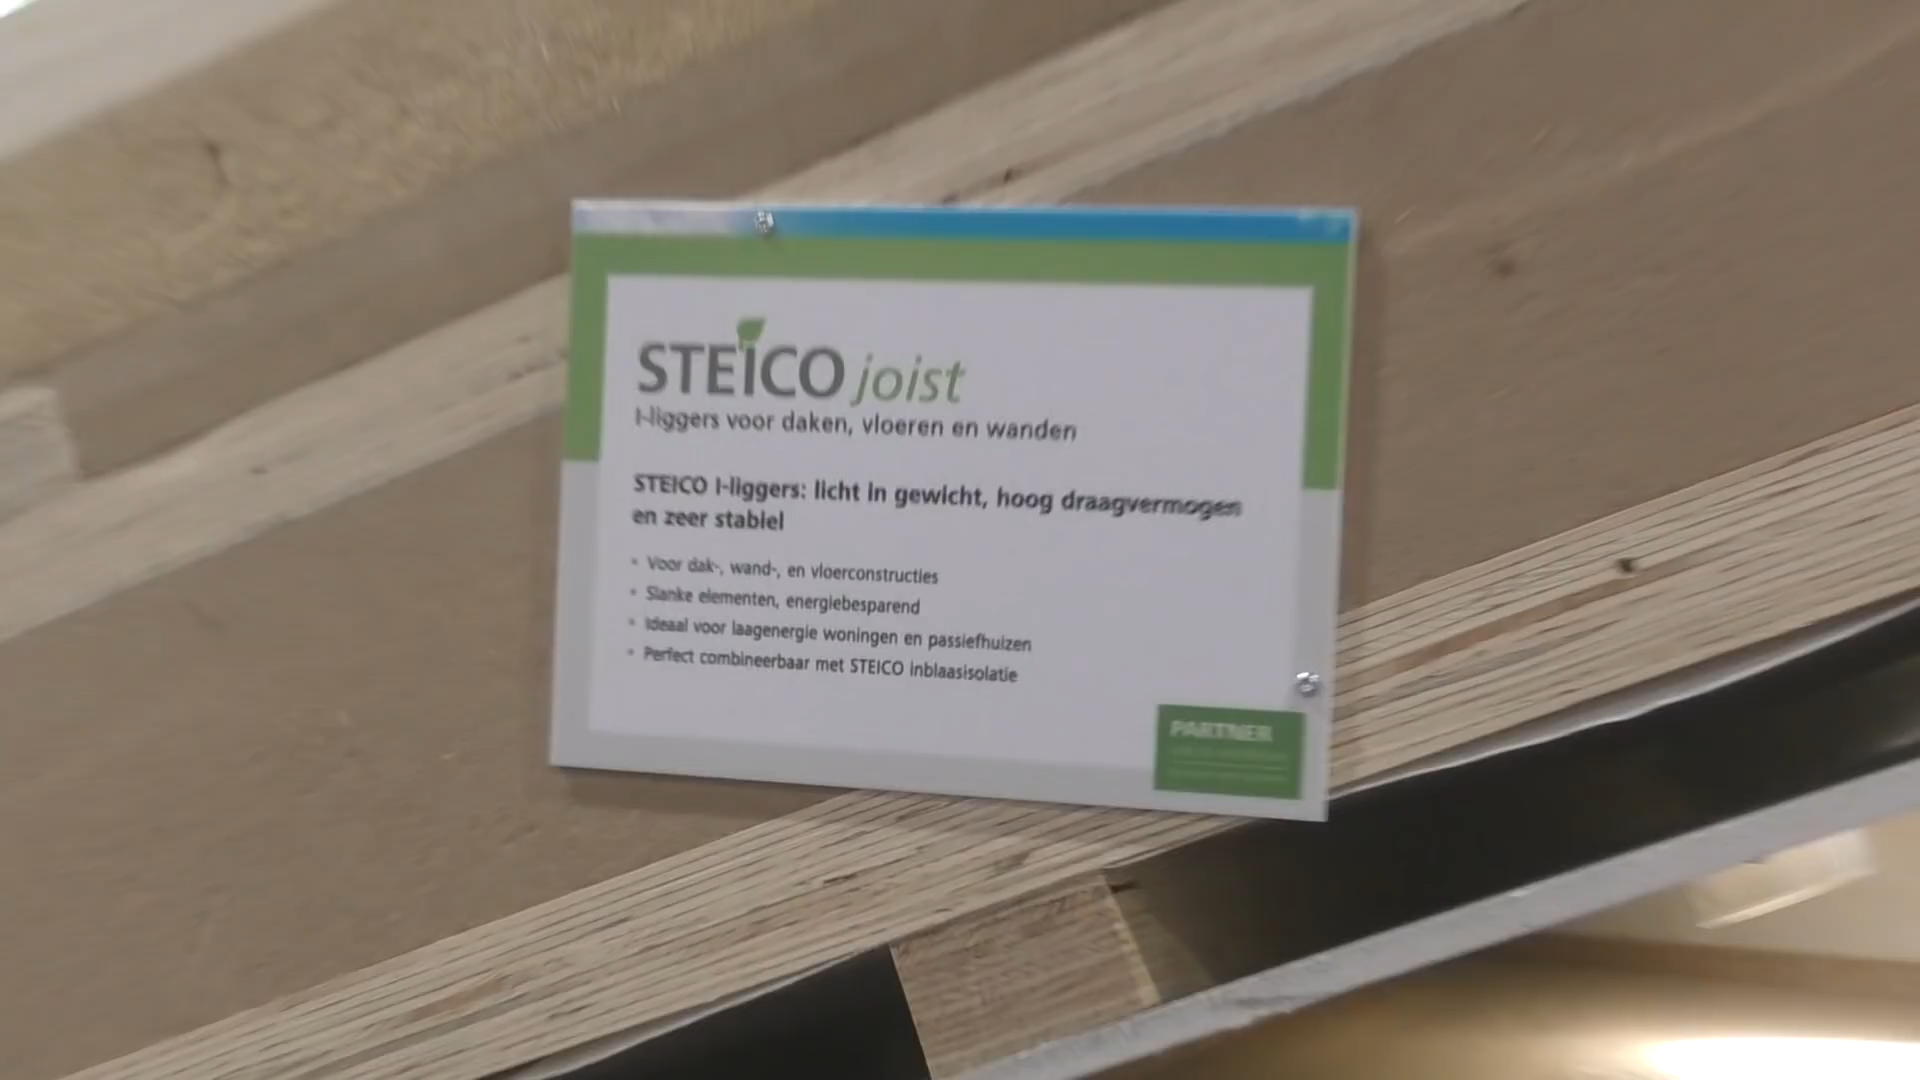 STEICO joist
I-liggers voor daken, vloeren en wanden
STEICO I-liggers: licht in gewicht, hoog draagvermogen
en zeer stabiel
• Voor dak-, wand-, en vloerconstructies
• Slanke elementen, energiebesparend
• Ideaal voor laagenergie woningen en passiefhuizen
• Perfect combineerbaar met STEICO inblaasisolatie
PARTNER